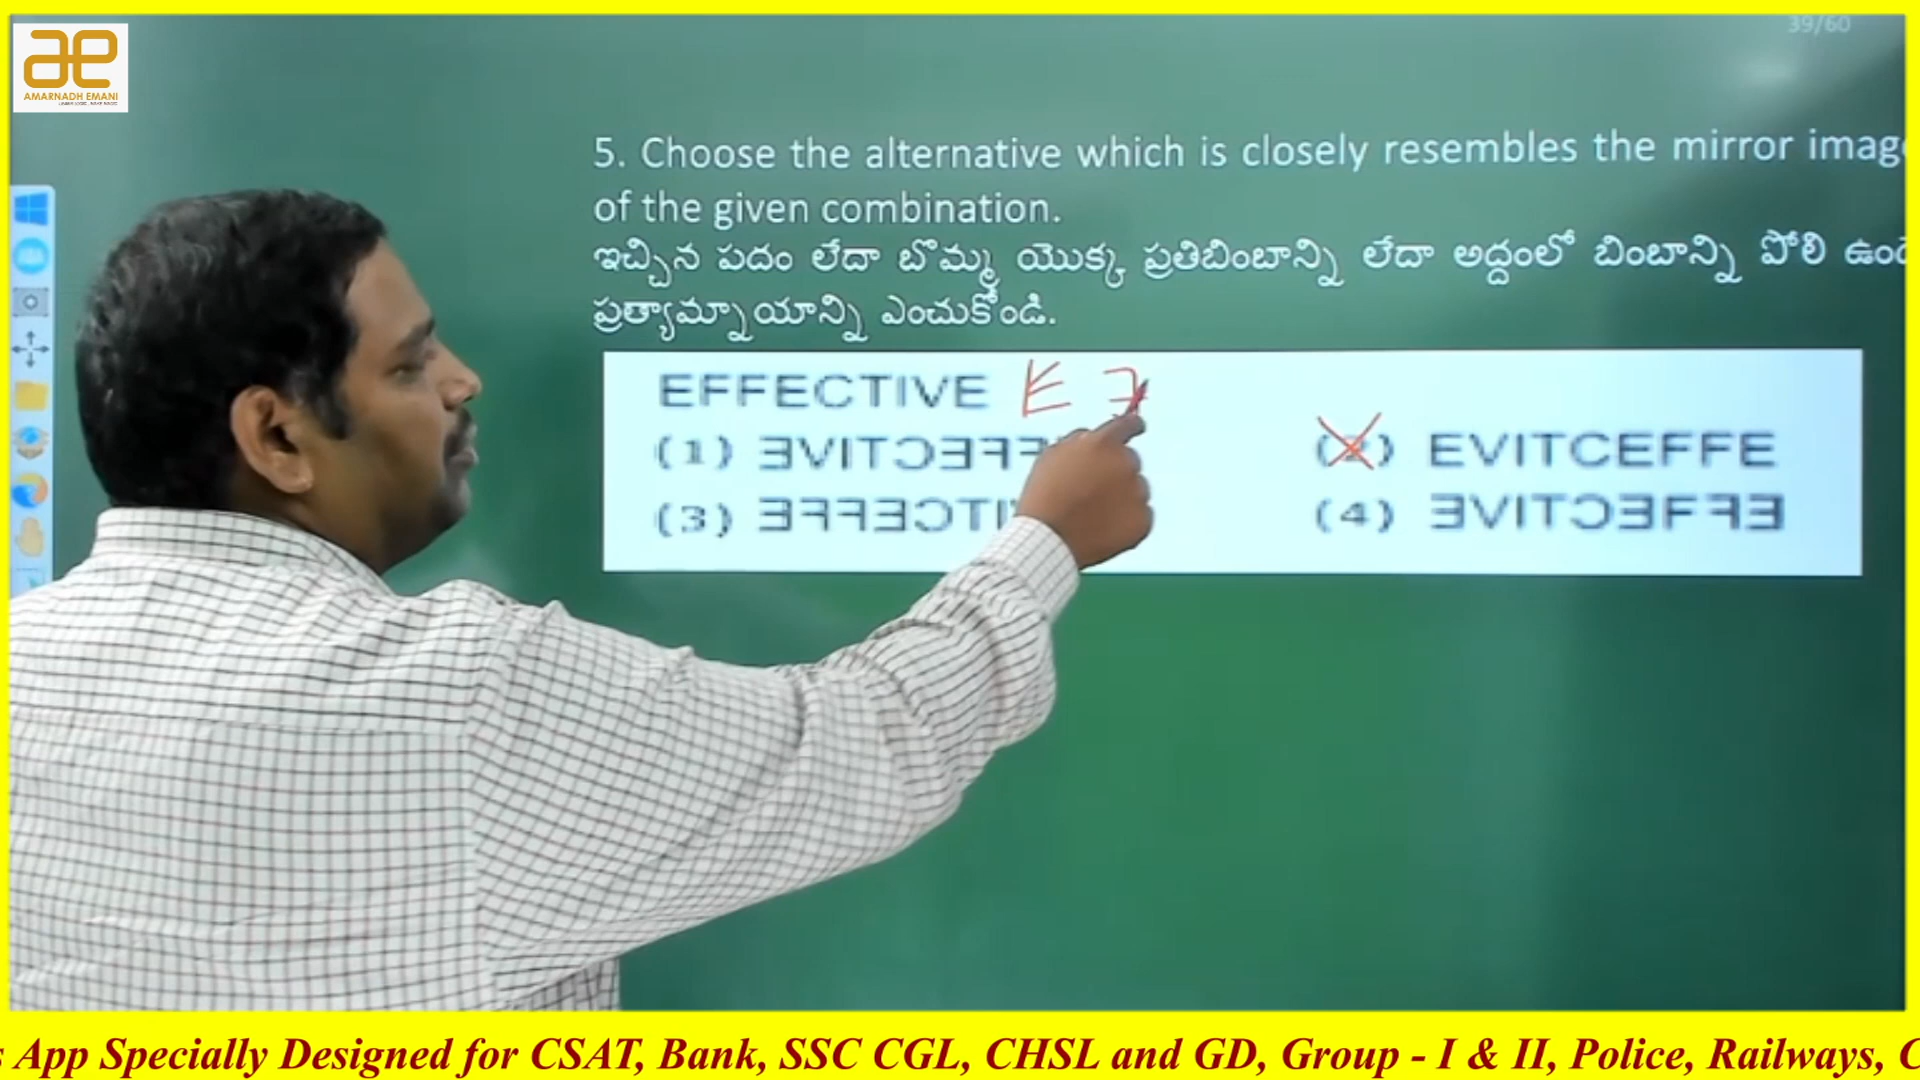 39/60
AMARNADH EMANI
5. Choose the alternative which is closely resembles the mirror imag
of the given combination.
ఇచ్చిన పదం లేదా బొమ్మ యొక్క ప్రతిబింబాన్ని లేదా అద్దంలో బింబాన్ని పోలి ఉండే
ప్రత్యామ్నాయాన్ని ఎంచుకోండి.
EFFECTIVE E
(1) ƎVITƆƎꟻꟻ
(2) EVITCEFFE
(3) ƎꟻꟻƎƆTI
(4) ƎVITƆƎFꟻƎ
App Specially Designed for CSAT, Bank, SSC CGL, CHSL and GD, Group - I & II, Police, Railways, C